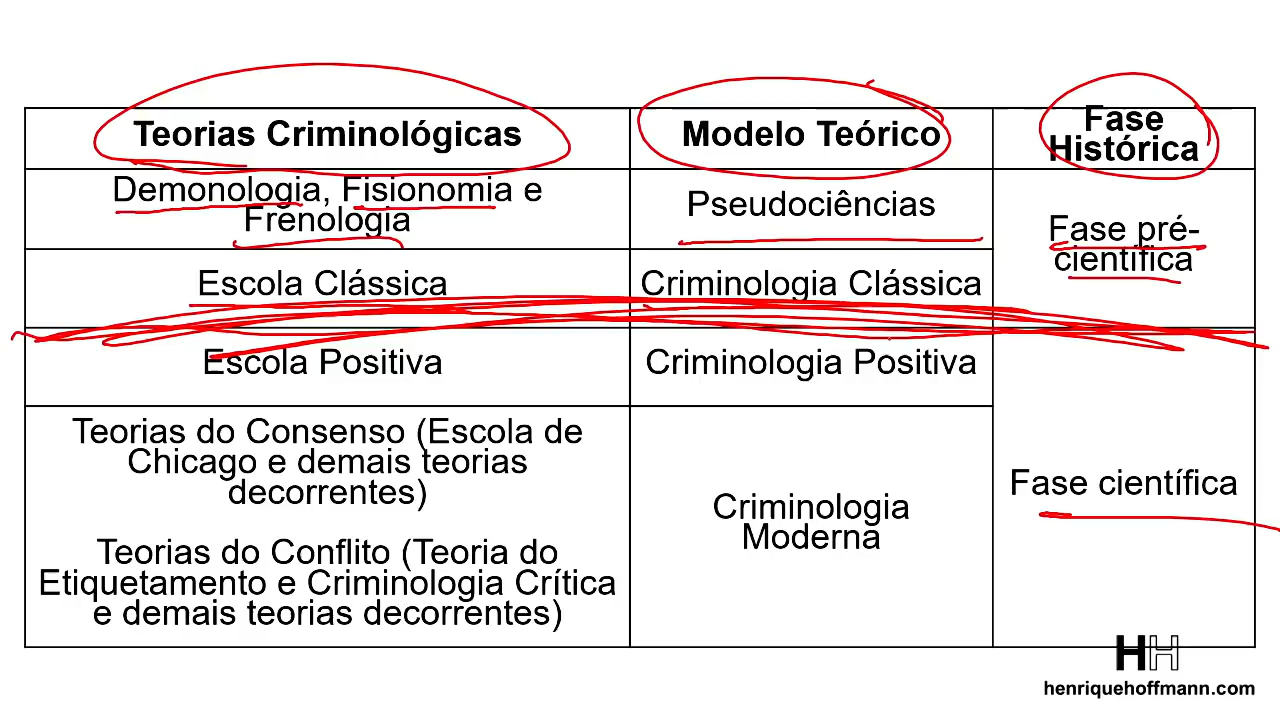 Teorias Criminológicas
Modelo Teórico
Fase
Histórica
Demonologia, Fisionomia e
Frenologia
Pseudociências
Fase pré-
científica
Escola Clássica
Criminologia Clássica
Escola Positiva
Criminologia Positiva
Teorias do Consenso (Escola de
Chicago e demais teorias
decorrentes)
Teorias do Conflito (Teoria do
Etiquetamento e Criminologia Crítica
e demais teorias decorrentes)
Criminologia
Moderna
Fase científica
HH
henriquehoffmann.com